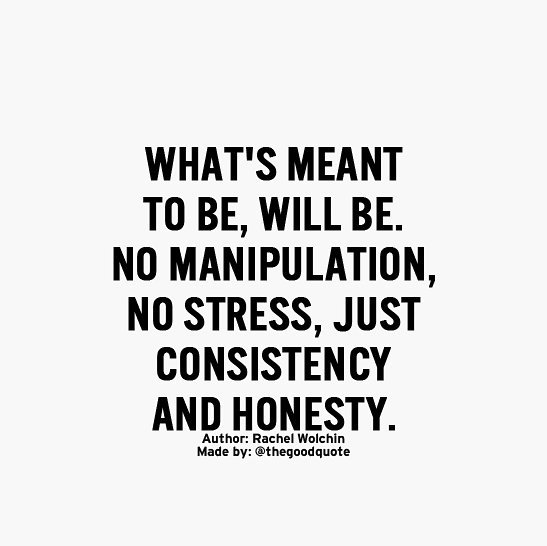 WHAT'S MEANT
TO BE, WILL BE.
NO MANIPULATION,
NO STRESS, JUST
CONSISTENCY
AND HONESTY.
Author: Rachel Wolchin
Made by: @thegoodquote